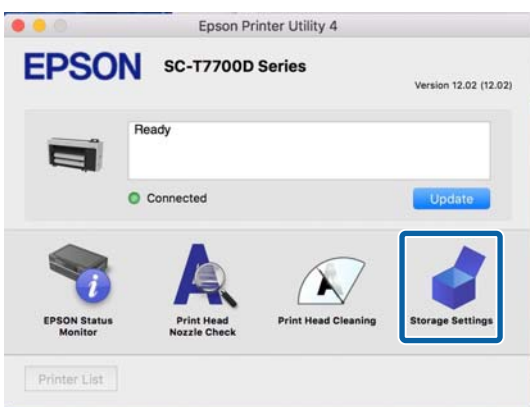 Epson Printer Utility 4
EPSON
SC-T7700D Series
Version 12.02 (12.02)
Ready
Connected
Update
EPSON Status
Monitor
Print Head
Nozzle Check
Print Head Cleaning
Storage Settings
Printer List